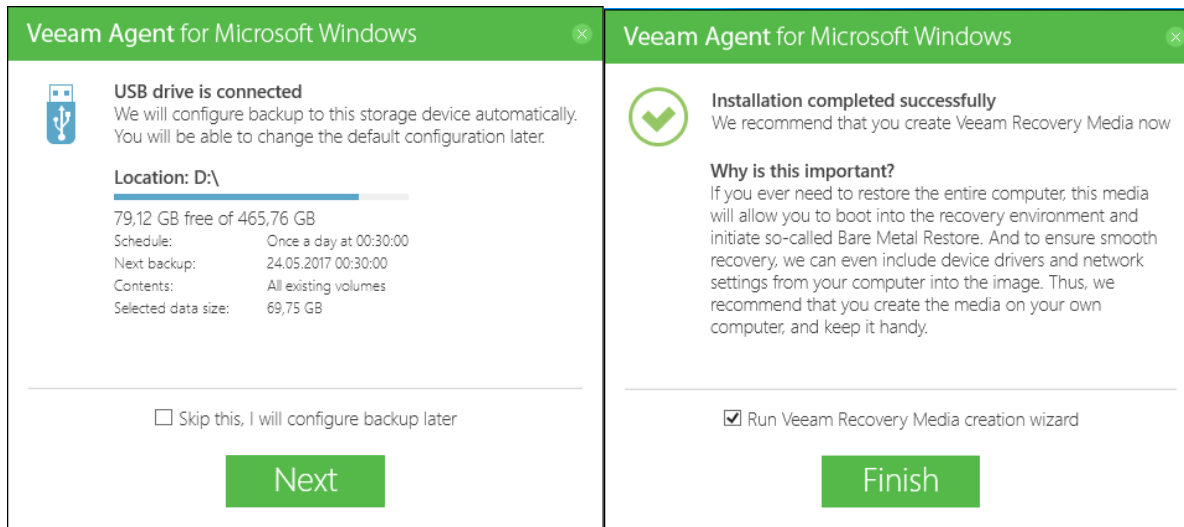 Veeam Agent for Microsoft Windows
USB drive is connected
We will configure backup to this storage device automatically.
You will be able to change the default configuration later.
Location: D:\
79,12 GB free of 465,76 GB
Schedule: Once a day at 00:30:00
Next backup: 24.05.2017 00:30:00
Contents: All existing volumes
Selected data size: 69,75 GB
Skip this, I will configure backup later
Next
Veeam Agent for Microsoft Windows
Installation completed successfully
We recommend that you create Veeam Recovery Media now
Why is this important?
If you ever need to restore the entire computer, this media
will allow you to boot into the recovery environment and
initiate so-called Bare Metal Restore. And to ensure smooth
recovery, we can even include device drivers and network
settings from your computer into the image. Thus, we
recommend that you create the media on your own
computer, and keep it handy.
Run Veeam Recovery Media creation wizard
Finish